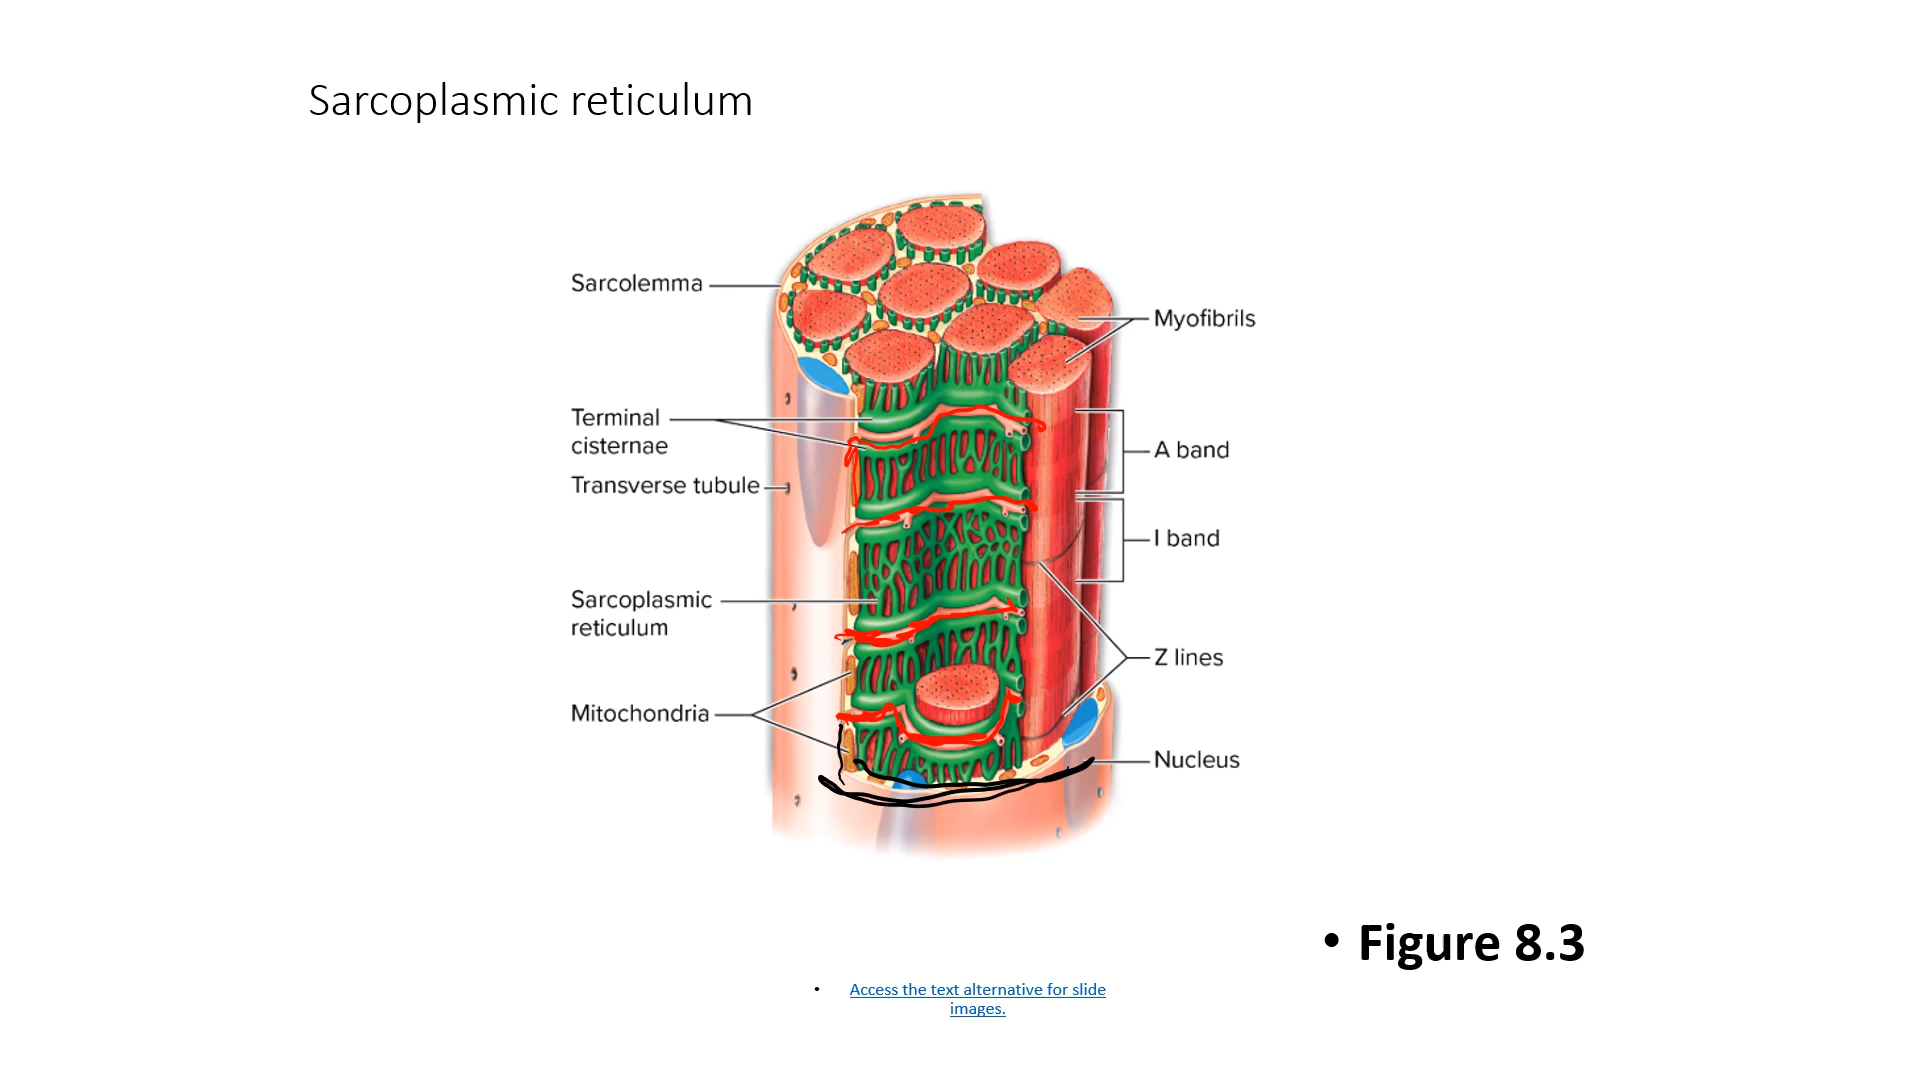 Sarcoplasmic reticulum
Sarcolemma
Myofibrils
Terminal
cisternae
A band
Transverse tubule
I band
Sarcoplasmic
reticulum
Z lines
Mitochondria
Nucleus
• Figure 8.3
• Access the text alternative for slide
images.